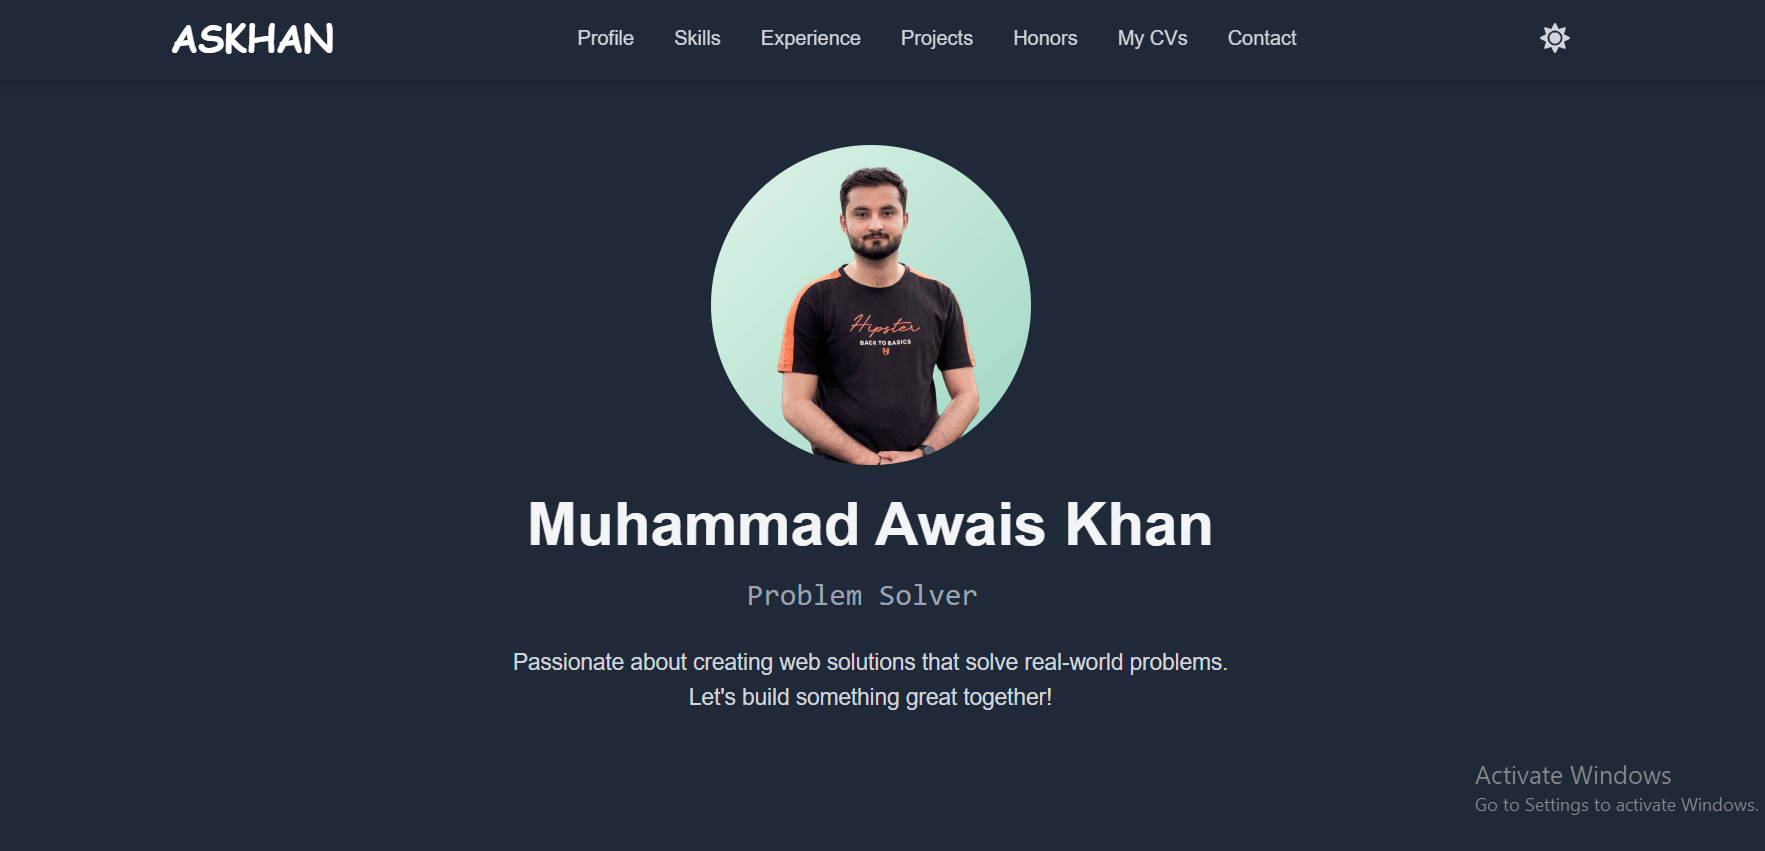 ASKHAN
Profile Skills Experience Projects Honors My CVs Contact
Hipster
BACK TO BASICS
Muhammad Awais Khan
Problem Solver
Passionate about creating web solutions that solve real-world problems.
Let's build something great together!
Activate Windows
Go to Settings to activate Windows.